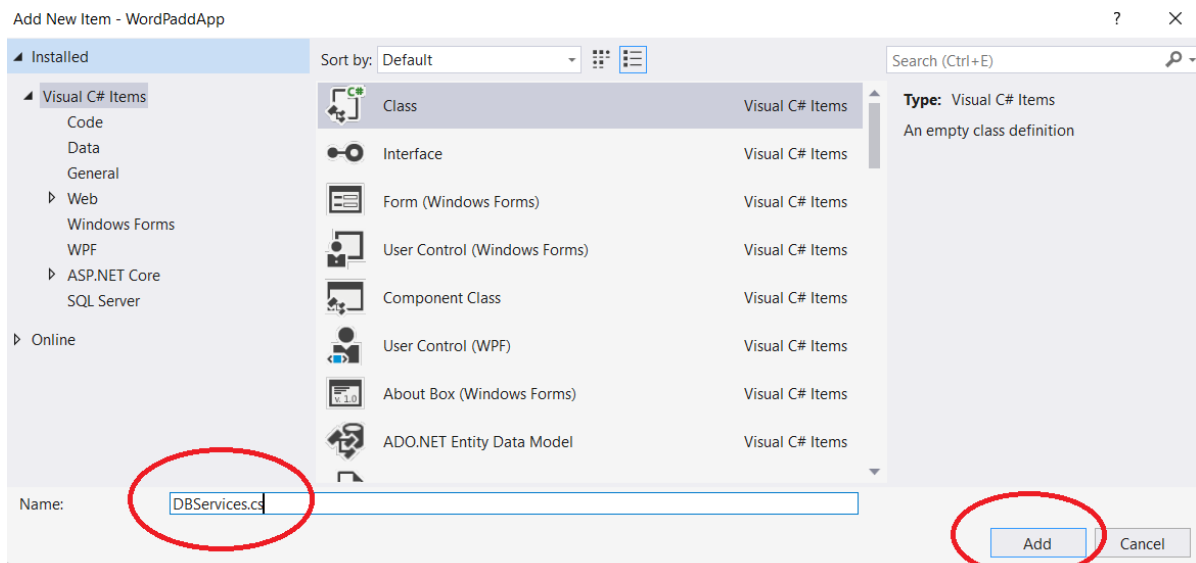 Add New Item - WordPaddApp ?
Installed
Visual C# Items
Code
Data
General
Web
Windows Forms
WPF
ASP.NET Core
SQL Server
Online
Sort by: Default
C# Class Visual C# Items
Interface Visual C# Items
Form (Windows Forms) Visual C# Items
User Control (Windows Forms) Visual C# Items
Component Class Visual C# Items
User Control (WPF) Visual C# Items
v. 1.0 About Box (Windows Forms) Visual C# Items
ADO.NET Entity Data Model Visual C# Items
Search (Ctrl+E)
Type: Visual C# Items
An empty class definition
Name: DBServices.cs
Add Cancel